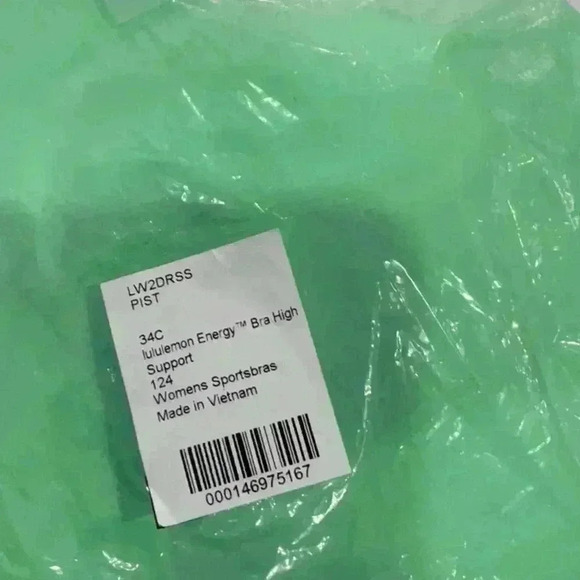 LW2DRSS
PIST
34C
lululemon Energy™ Bra High
Support
124
Womens Sportsbras
Made in Vietnam
000146975167